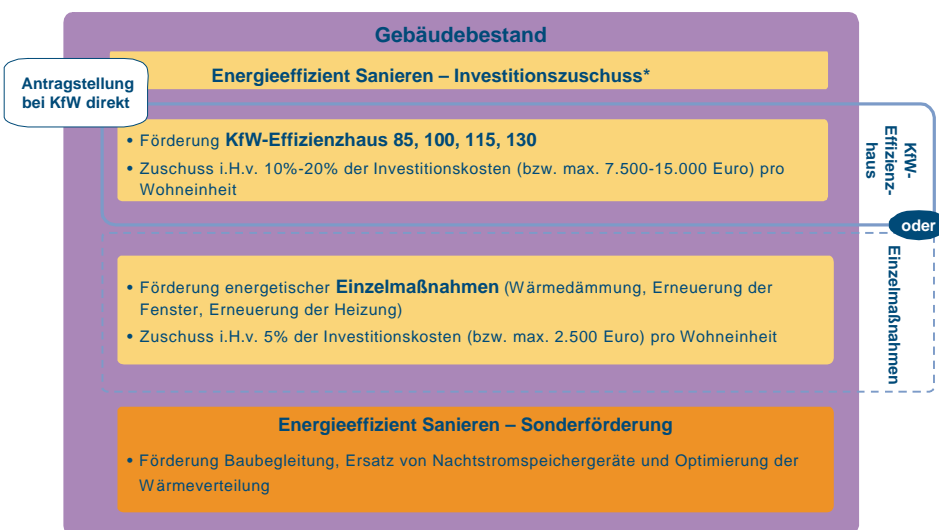 Gebäudebestand
Energieeffizient Sanieren – Investitionszuschuss*
Antragstellung
bei KfW direkt
• Förderung KfW-Effizienzhaus 85, 100, 115, 130
• Zuschuss i.H.v. 10%-20% der Investitionskosten (bzw. max. 7.500-15.000 Euro) pro
Wohneinheit
KfW-
Effizienz-
haus
oder
• Förderung energetischer Einzelmaßnahmen (Wärmedämmung, Erneuerung der
Fenster, Erneuerung der Heizung)
• Zuschuss i.H.v. 5% der Investitionskosten (bzw. max. 2.500 Euro) pro Wohneinheit
Einzelmaßnahmen
Energieeffizient Sanieren – Sonderförderung
• Förderung Baubegleitung, Ersatz von Nachtstromspeichergeräte und Optimierung der
Wärmeverteilung